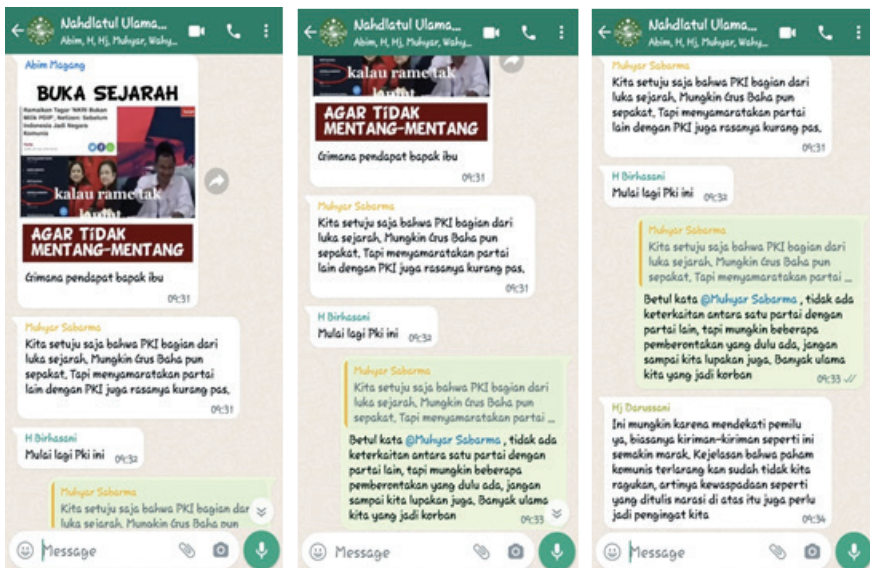 Nahdlatul Ulama...
Abim, H, Hj, Muhyar, Wahy...
Abim Magang
BUKA SEJARAH
Ramaikan Tagar 'NKRI Bukan
Milik PDIP', Netizen: Sebelum
Indonesia Jadi Negara
Komunis
kalau rame tak
AGAR TiDAK
MENTANG-MENTANG
Gimana pendapat bapak ibu
09:31
Muhyar Sabarma
Kita setuju saja bahwa PKI bagian dari
luka sejarah, Mungkin Gus Baha pun
sepakat, Tapi menyamaratakan partai
lain dengan PKI juga rasanya kurang pas,
09:31
H Birhasani
Mulai lagi Pki ini 09:32
Muhyar Sabarma
Kita setuju saja bahwa PKI bagian dar
luka sejarah, Mungkin Gus Baha pun
Message
Nahdlatul Ulama...
Abim, H, Hj, Muhyar, Wahy...
kalau rame tak
AGAR TiDAK
MENTANG-MENTANG
Gimana pendapat bapak ibu
09:31
Muhyar Sabarma
Kita setuju saja bahwa PKI bagian dari
luka sejarah, Mungkin Gus Baha pun
sepakat, Tapi menyamaratakan partai
lain dengan PKI juga rasanya kurang pas,
09:31
H Birhasani
Mulai lagi Pki ini 09:32
Muhyar Sabarma
Kita setuju saja bahwa PKI bagian dari
luka sejarah, Mungkin Gus Baha pun
sepakat, Tapi menyamaratakan partai ...
Betul kata @Muhyar Sabarma , tidak ada
keterkaitan antara satu partai dengan
partai lain, tapi mungkin beberapa
pemberontakan yang dulu ada, jangan
sampai kita lupakan juga, Banyak ulama
kita yang jadi korban 09:33
Message
Nahdlatul Ulama...
Abim, H, Hj, Muhyar, Wahy...
Muhyar Sabarma
Kita setuju saja bahwa PKI bagian dari
luka sejarah, Mungkin Gus Baha pun
sepakat, Tapi menyamaratakan partai
lain dengan PKI juga rasanya kurang pas,
09:31
H Birhasani
Mulai lagi Pki ini 09:32
Muhyar Sabarma
Kita setuju saja bahwa PKI bagian dari
luka sejarah, Mungkin Gus Baha pun
sepakat, Tapi menyamaratakan partai ...
Betul kata @Muhyar Sabarma , tidak ada
keterkaitan antara satu partai dengan
partai lain, tapi mungkin beberapa
pemberontakan yang dulu ada, jangan
sampai kita lupakan juga, Banyak ulama
kita yang jadi korban 09:33
Hj Darussani
Ini mungkin karena mendekati pemilu
ya, biasanya kiriman-kiriman seperti ini
semakin marak, Kejelasan bahwa paham
komunis terlarang kan sudah tidak kita
ragukan, artinya kewaspadaan seperti
yang ditulis narasi di atas itu juga perlu
jadi pengingat kita 09:34
Message